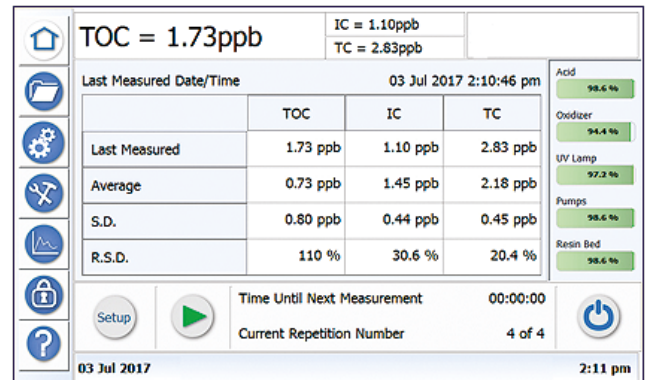 TOC = 1.73ppb
IC = 1.10ppb
TC = 2.83ppb
Last Measured Date/Time 03 Jul 2017 2:10:46 pm
TOC IC TC
Last Measured 1.73 ppb 1.10 ppb 2.83 ppb
Average 0.73 ppb 1.45 ppb 2.18 ppb
S.D. 0.80 ppb 0.44 ppb 0.45 ppb
R.S.D. 110 % 30.6 % 20.4 %
Acid
98.6 %
Oxidizer
94.4 %
UV Lamp
97.2 %
Pumps
98.6 %
Resin Bed
98.6 %
Setup
Time Until Next Measurement 00:00:00
Current Repetition Number 4 of 4
?
03 Jul 2017 2:11 pm